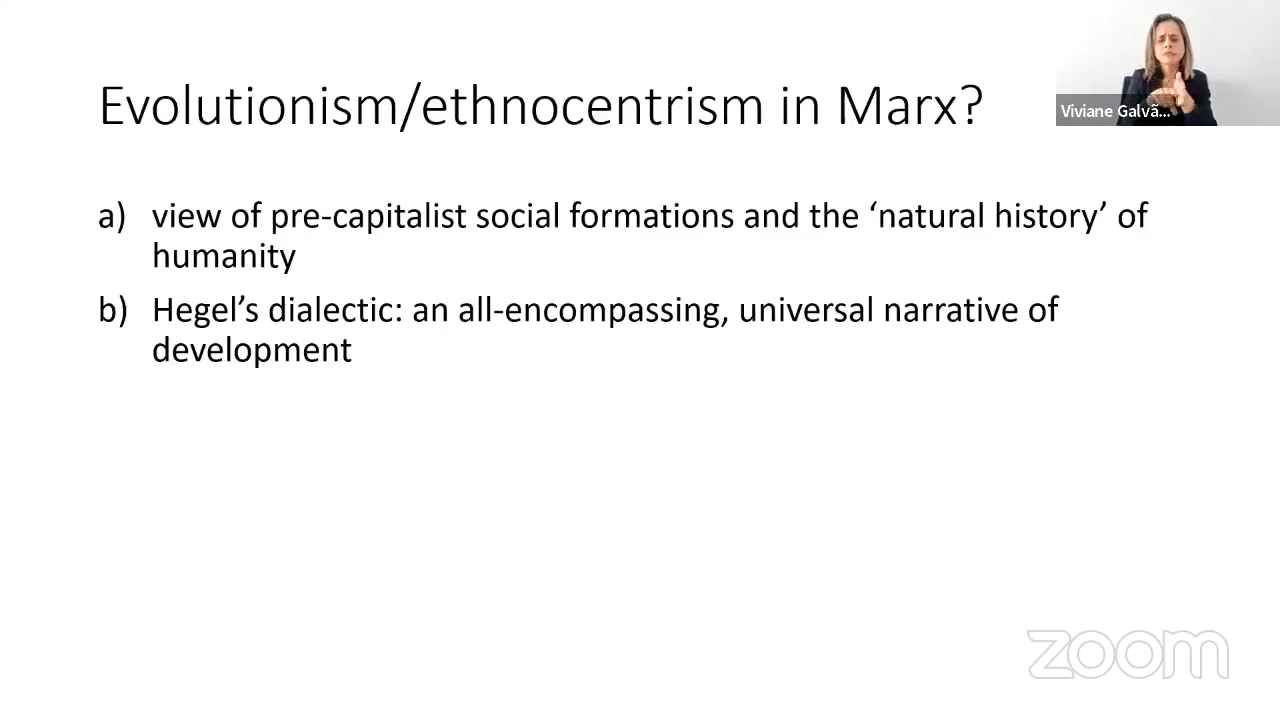 Evolutionism/ethnocentrism in Marx?
Viviane Galvã...
a) view of pre-capitalist social formations and the ‘natural history’ of
humanity
b) Hegel’s dialectic: an all-encompassing, universal narrative of
development
zoom